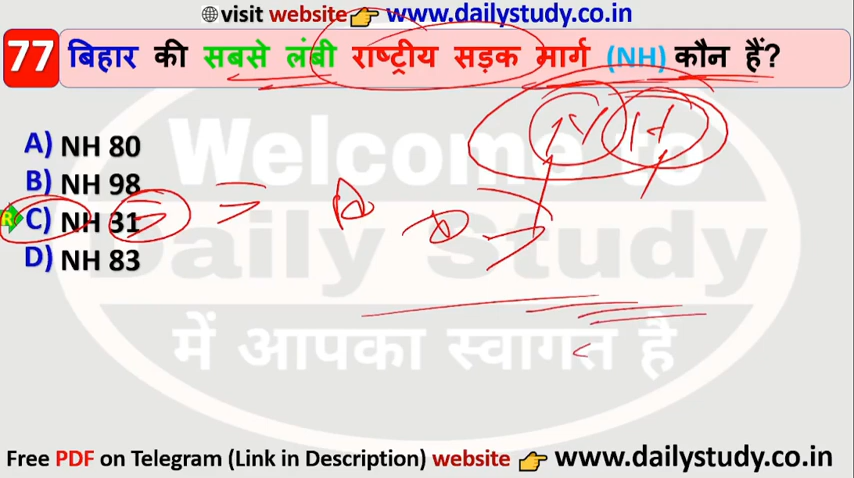 visit website 👉 www.dailystudy.co.in
77 बिहार की सबसे लंबी राष्ट्रीय सड़क मार्ग (NH) कौन हैं?
A) NH 80
B) NH 98
R C) NH 31
D) NH 83
N H
Welcome to
Daily Study
में आपका स्वागत है
Free PDF on Telegram (Link in Description) website 👉 www.dailystudy.co.in